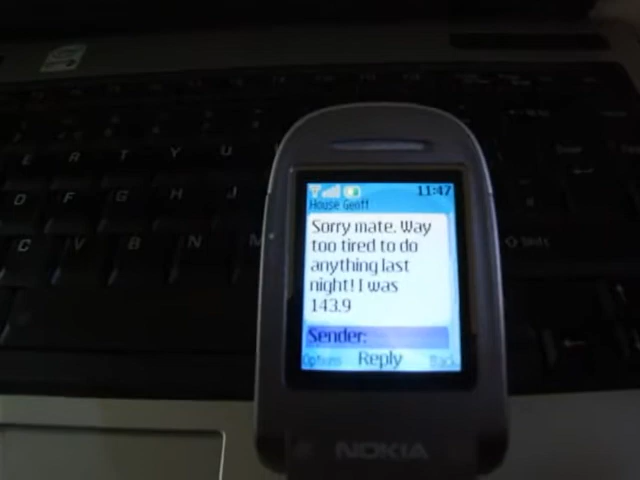 11:47
House Geoff
Sorry mate. Way
too tired to do
anything last
night! I was
143.9
Sender:
Options Reply Back
NOKIA
E R T Y U
D F G H J
C V B N M
Shift